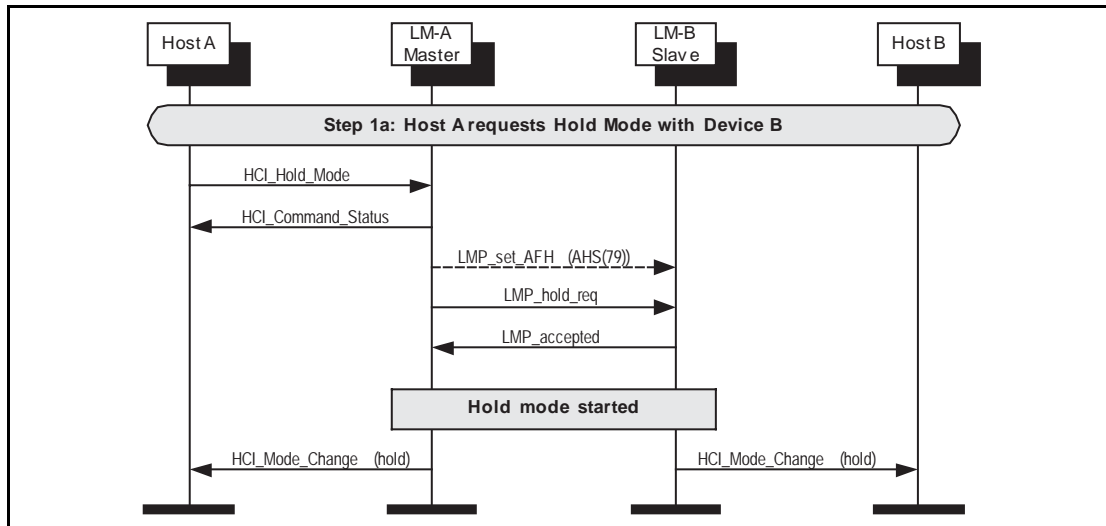 Host A
LM-A
Master
LM-B
Slave
Host B
Step 1a: Host A requests Hold Mode with Device B
HCI_Hold_Mode
HCI_Command_Status
LMP_set_AFH (AHS(79))
LMP_hold_req
LMP_accepted
Hold mode started
HCI_Mode_Change (hold)
HCI_Mode_Change (hold)